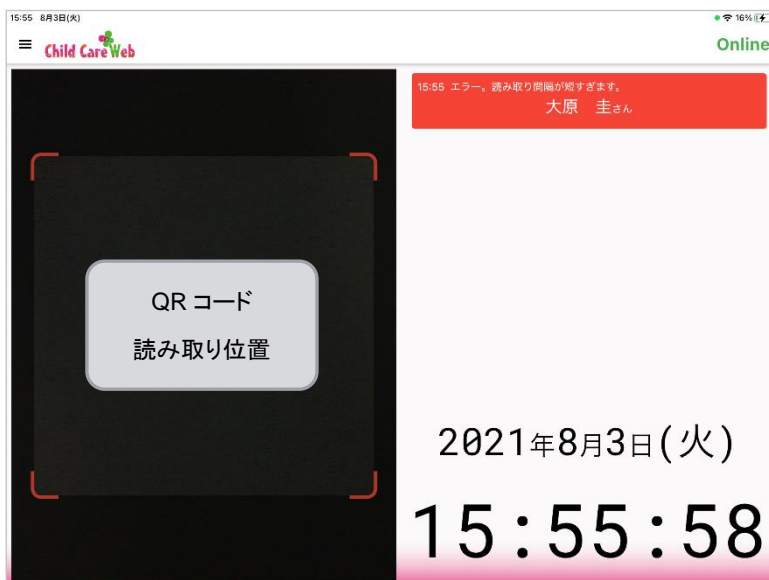 15:55 8月3日(火)
16%
Child Care Web
Online
15:55 エラー。読み取り間隔が短すぎます。
大原 圭さん
QR コード
読み取り位置
2021年8月3日(火)
15:55:58